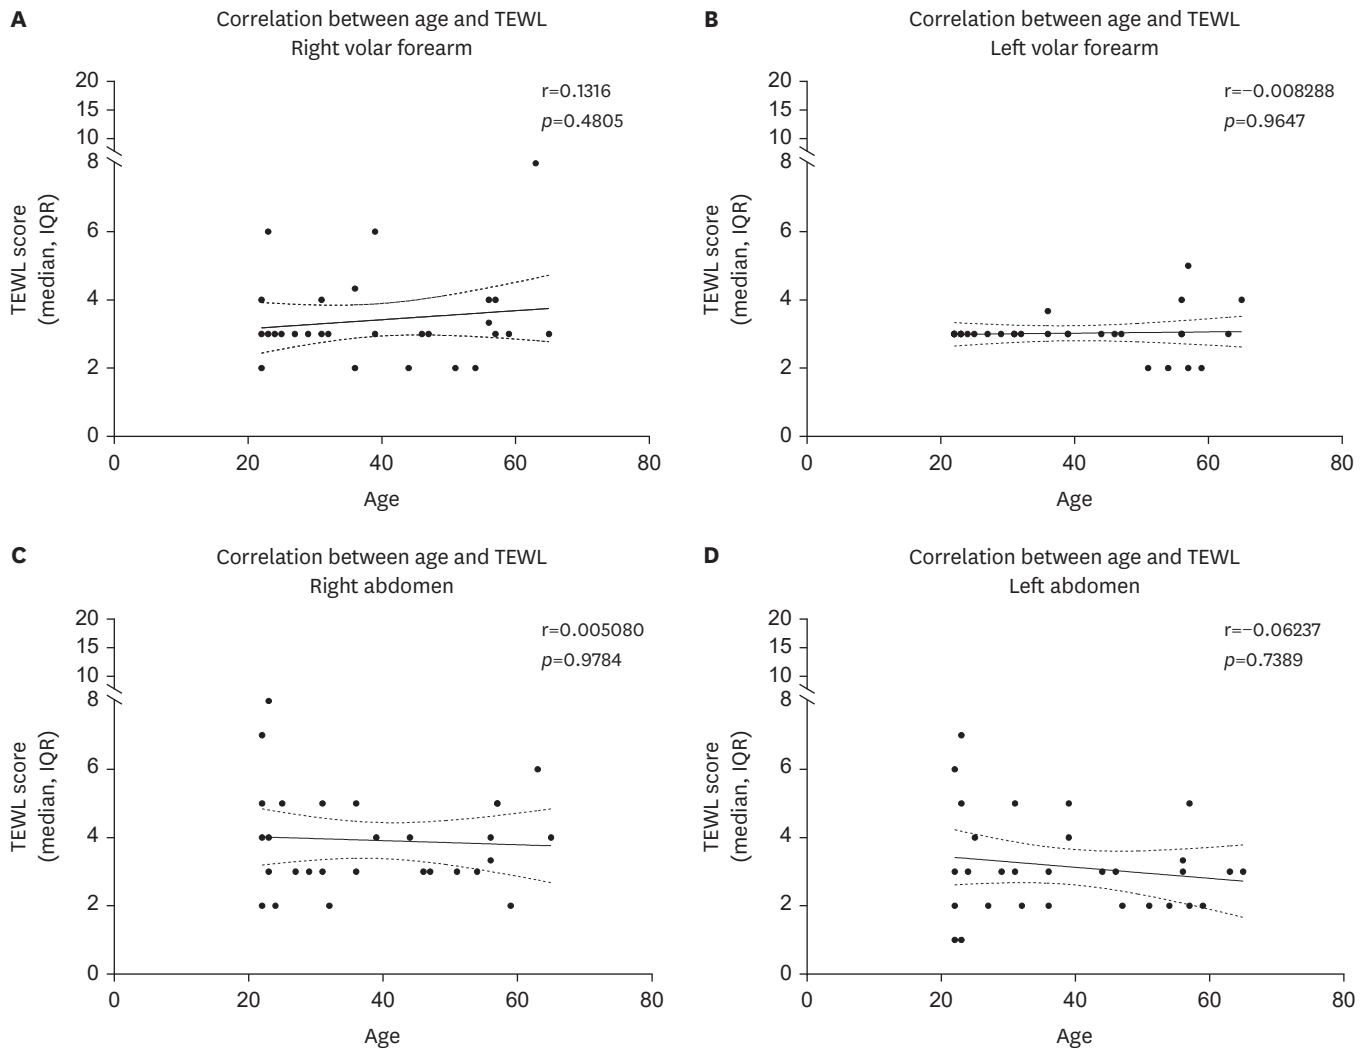 A
Correlation between age and TEWL
Right volar forearm
r=0.1316
p=0.4805
TEWL score
(median, IQR)
20
15
10
8
6
4
2
0
0 20 40 60 80
Age
B
Correlation between age and TEWL
Left volar forearm
r=−0.008288
p=0.9647
TEWL score
(median, IQR)
20
15
10
8
6
4
2
0
0 20 40 60 80
Age
C
Correlation between age and TEWL
Right abdomen
r=0.005080
p=0.9784
TEWL score
(median, IQR)
20
15
10
8
6
4
2
0
0 20 40 60 80
Age
D
Correlation between age and TEWL
Left abdomen
r=−0.06237
p=0.7389
TEWL score
(median, IQR)
20
15
10
8
6
4
2
0
0 20 40 60 80
Age